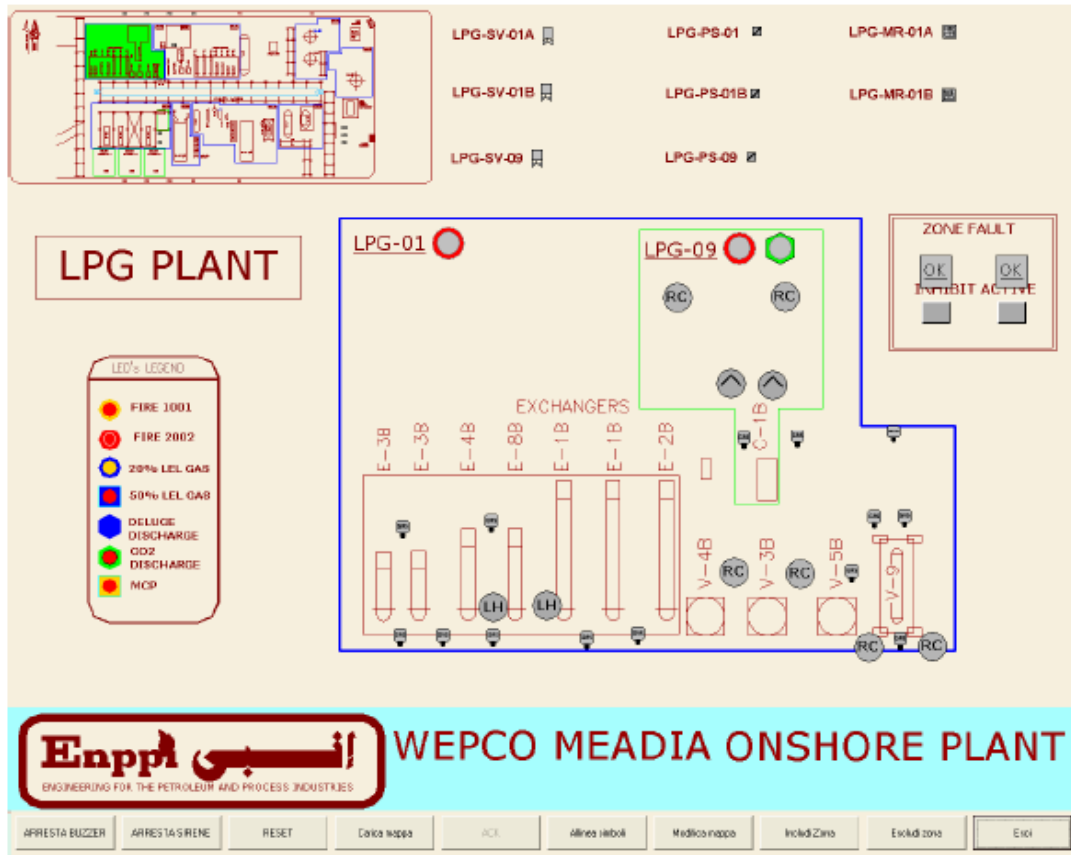 LPG-SV-01A
LPG-PS-01
LPG-MR-01A
LPG-SV-01B
LPG-PS-01B
LPG-MR-01B
LPG-SV-09
LPG-PS-09
LPG PLANT
LPG-01
LPG-09
ZONE FAULT
OK OK
INHIBIT ACTIVE
RC RC
LED's LEGEND
FIRE 1001
FIRE 2002
20% LEL GAS
50% LEL GAS
DELUGE
DISCHARGE
CO2
DISCHARGE
MCP
EXCHANGERS
E-3B
E-3B
E-4B
E-8B
E-1B
E-1B
E-2B
C-1B
V-4B
V-3B
V-5B
V-9
RC RC
LH LH
RC RC
Enppi إنبى
ENGINEERING FOR THE PETROLEUM AND PROCESS INDUSTRIES
WEPCO MEADIA ONSHORE PLANT
ARRESTA BUZZER
ARRESTA SIRENE
RESET
Carica mappa
ACK
Allinea simboli
Modifica mappa
Includi Zona
Escludi zona
Esci